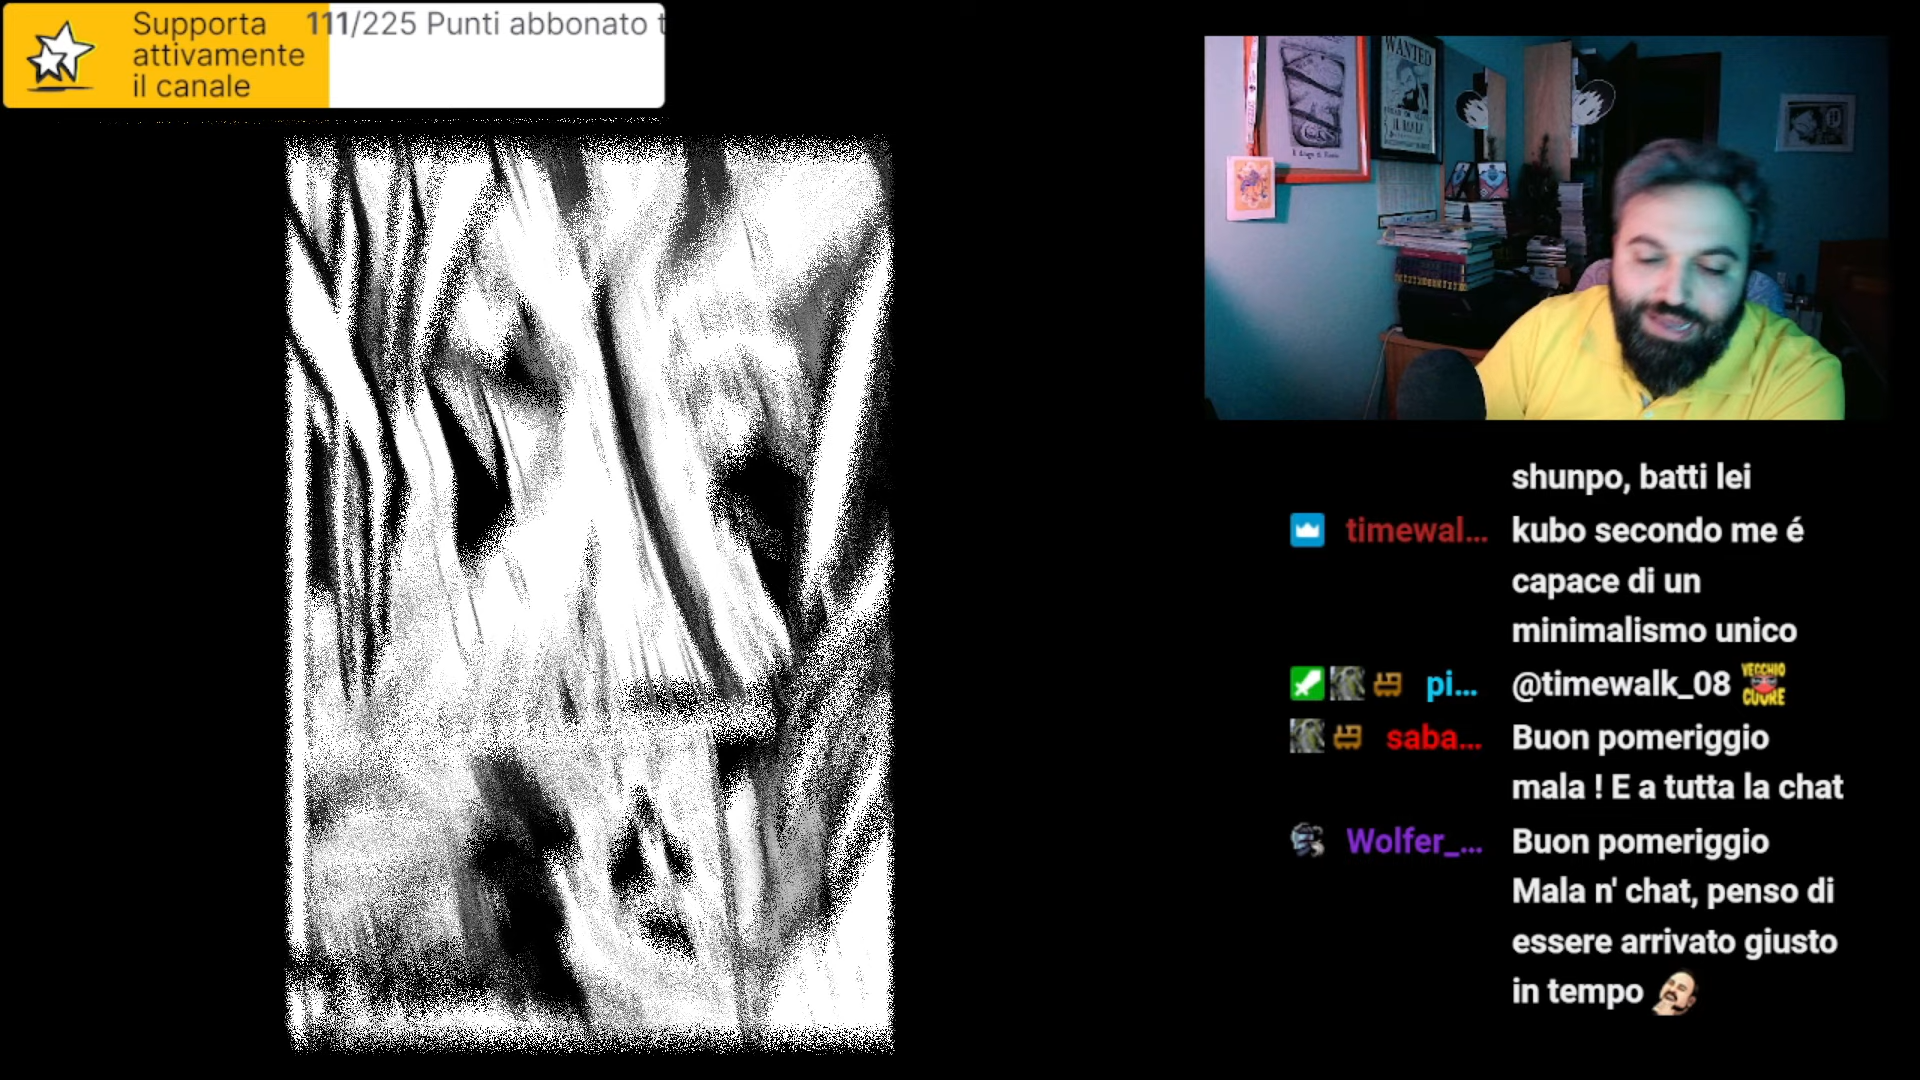 Supporta
attivamente
il canale
111/225 Punti abbonato t
WANTED
shunpo, batti lei
timewal... kubo secondo me é
capace di un
minimalismo unico
pi... @timewalk_08 VECCHIO CUORE
saba... Buon pomeriggio
mala ! E a tutta la chat
Wolfer_... Buon pomeriggio
Mala n' chat, penso di
essere arrivato giusto
in tempo